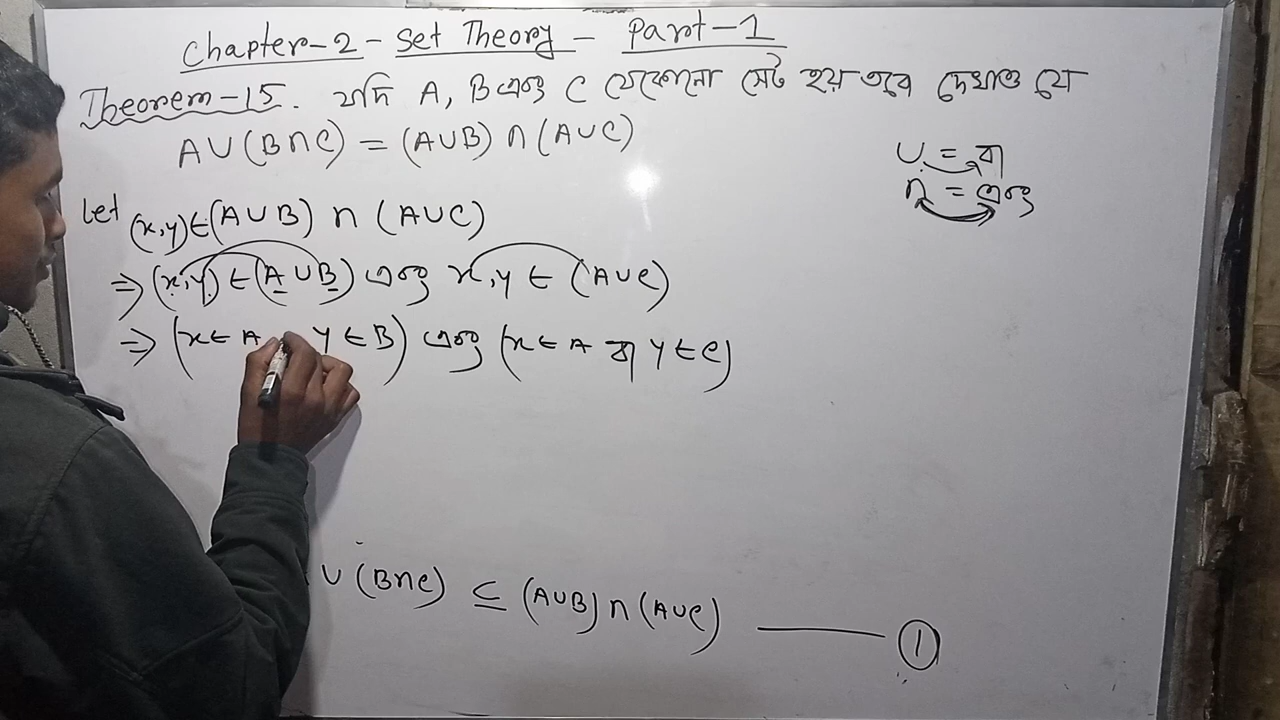 Chapter-2-Set Theory - Part-1
Theorem-15. যদি A, B এবং C যেকোনো সেট হয় তবে দেখাও যে
A∪(B∩C) = (A∪B)∩(A∪C)
∪ = বা
∩ = এবং
Let (x,y)∈(A∪B)∩(A∪C)
⇒ (x,y)∈(A∪B) এবং x,y∈(A∪C)
⇒ (x∈A y∈B) এবং (x∈A বা y∈C)
∪(B∩C) ⊆ (A∪B)∩(A∪C) —— ①